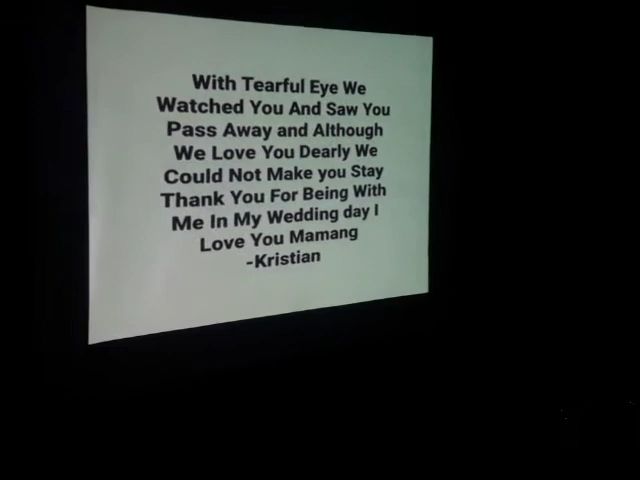 With Tearful Eye We
Watched You And Saw You
Pass Away and Although
We Love You Dearly We
Could Not Make you Stay
Thank You For Being With
Me In My Wedding day I
Love You Mamang
-Kristian